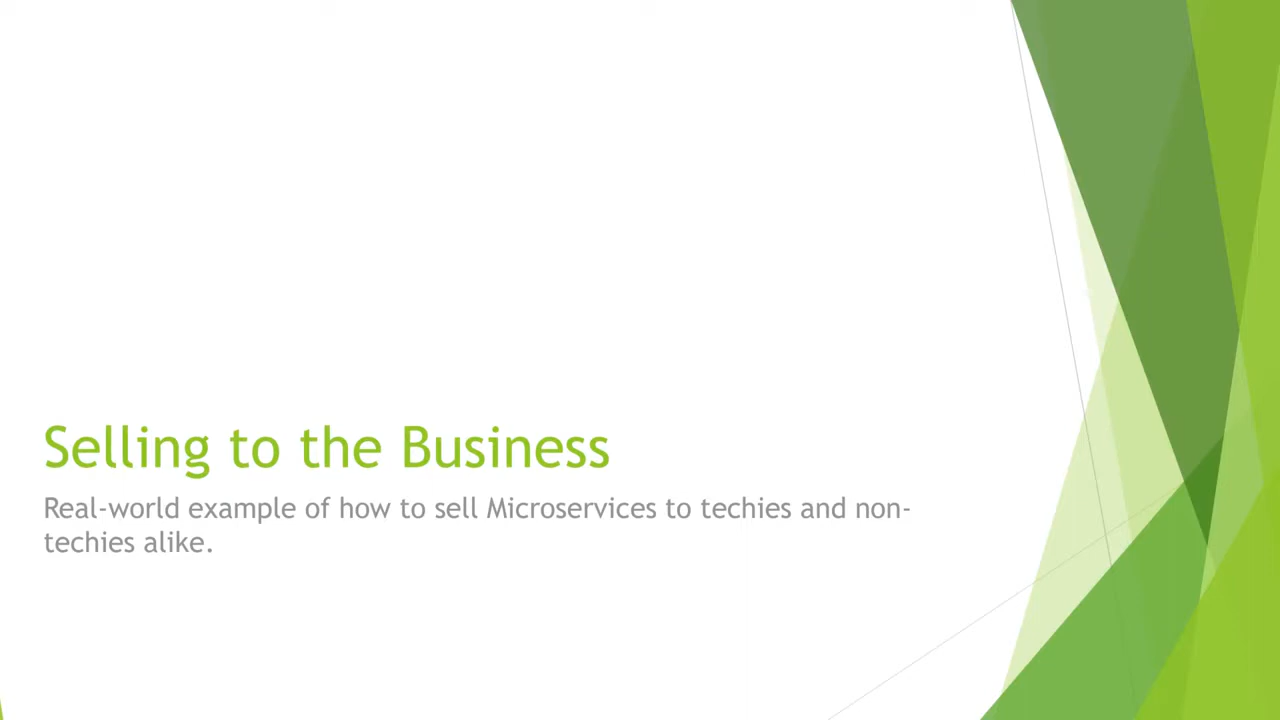 Selling to the Business
Real-world example of how to sell Microservices to techies and non-
techies alike.